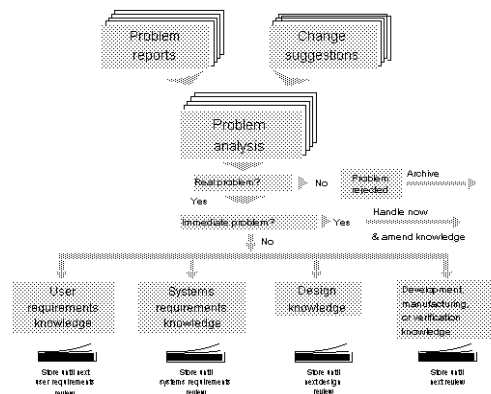 Problem
reports
Change
suggestions
Problem
analysis
Real problem?
No
Problem
rejected
Archive
Yes
Immediate problem?
Yes
Handle now
& amend knowledge
No
User
requirements
knowledge
Systems
requirements
knowledge
Design
knowledge
Development,
manufacturing,
or verification
knowledge
Store until next
user requirements
review
Store until
systems requirements
review
Store until
next design
review
Store until
next review